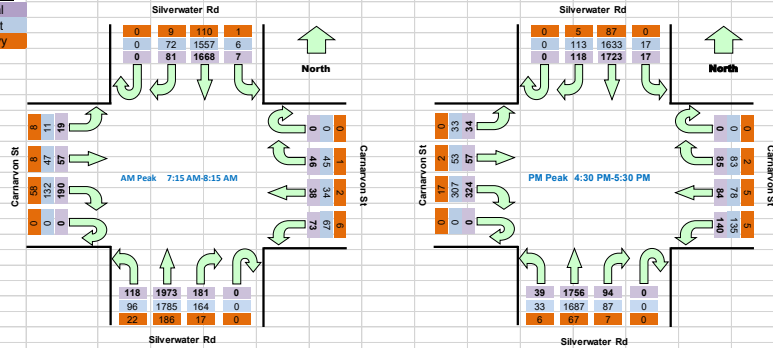 Silverwater Rd
0 9 110 1
0 72 1557 6
0 81 1668 7
North
Carnarvon St
8 11 19
8 47 57
58 132 190
0 0 0
AM Peak 7:15 AM-8:15 AM
0 0 0
46 45 1
38 34 2
73 67 6
Carnarvon St
118 1973 181 0
96 1785 164 0
22 186 17 0
Silverwater Rd
Silverwater Rd
0 5 87 0
0 113 1633 17
0 118 1723 17
North
Carnarvon St
0 33 34
2 53 57
17 307 324
0 0 0
PM Peak 4:30 PM-5:30 PM
0 0 0
85 83 2
84 78 5
140 135 5
Carnarvon St
39 1756 94 0
33 1687 87 0
6 67 7 0
Silverwater Rd